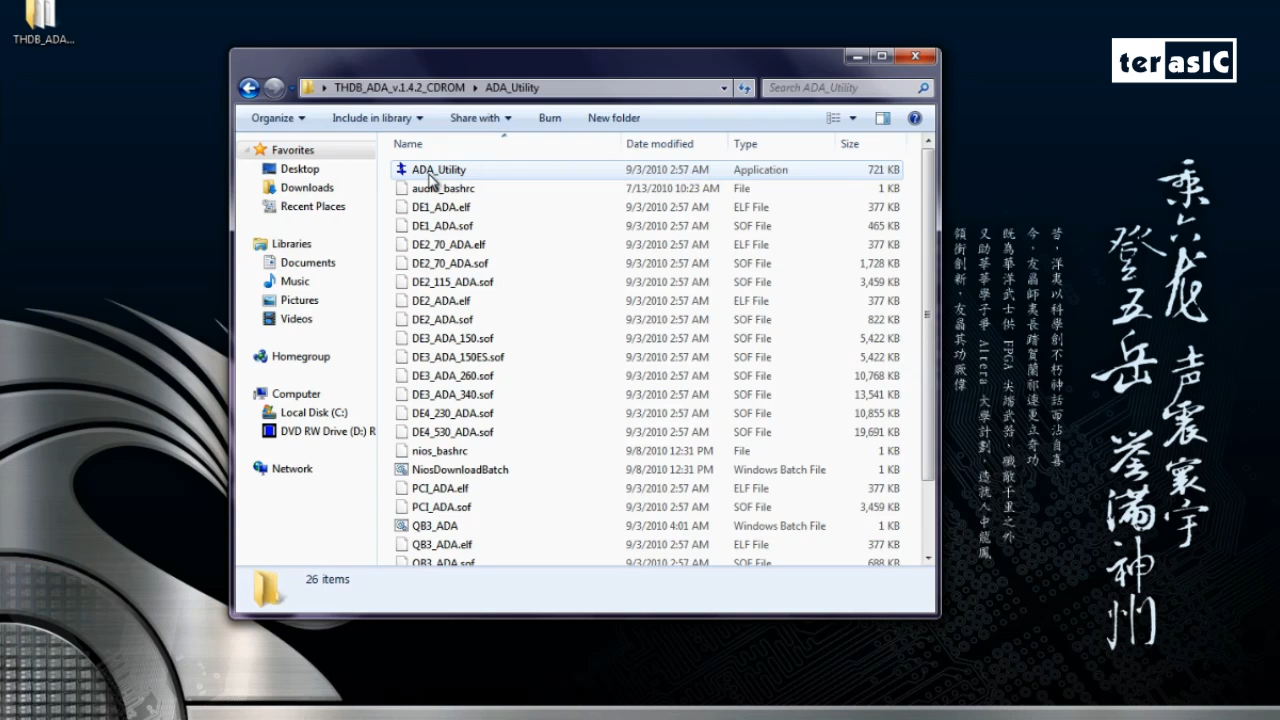 THDB_ADA...
terasIC
THDB_ADA_v.1.4.2_CDROM ADA_Utility
Search ADA_Utility
Organize Include in library Share with Burn New folder
Favorites
Desktop
Downloads
Recent Places
Libraries
Documents
Music
Pictures
Videos
Homegroup
Computer
Local Disk (C:)
DVD RW Drive (D:) R
Network
Name Date modified Type Size
ADA_Utility 9/3/2010 2:57 AM Application 721 KB
audio_bashrc 7/13/2010 10:23 AM File 1 KB
DE1_ADA.elf 9/3/2010 2:57 AM ELF File 377 KB
DE1_ADA.sof 9/3/2010 2:57 AM SOF File 465 KB
DE2_70_ADA.elf 9/3/2010 2:57 AM ELF File 377 KB
DE2_70_ADA.sof 9/3/2010 2:57 AM SOF File 1,728 KB
DE2_115_ADA.sof 9/3/2010 2:57 AM SOF File 3,459 KB
DE2_ADA.elf 9/3/2010 2:57 AM ELF File 377 KB
DE2_ADA.sof 9/3/2010 2:57 AM SOF File 822 KB
DE3_ADA_150.sof 9/3/2010 2:57 AM SOF File 5,422 KB
DE3_ADA_150ES.sof 9/3/2010 2:57 AM SOF File 5,422 KB
DE3_ADA_260.sof 9/3/2010 2:57 AM SOF File 10,768 KB
DE3_ADA_340.sof 9/3/2010 2:57 AM SOF File 13,541 KB
DE4_230_ADA.sof 9/3/2010 2:57 AM SOF File 10,855 KB
DE4_530_ADA.sof 9/3/2010 2:57 AM SOF File 19,691 KB
nios_bashrc 9/8/2010 12:31 PM File 1 KB
NiosDownloadBatch 9/8/2010 12:31 PM Windows Batch File 1 KB
PCI_ADA.elf 9/3/2010 2:57 AM ELF File 377 KB
PCI_ADA.sof 9/3/2010 2:57 AM SOF File 3,459 KB
QB3_ADA 9/3/2010 4:01 AM Windows Batch File 1 KB
QB3_ADA.elf 9/3/2010 2:57 AM ELF File 377 KB
QB3_ADA.sof 9/3/2010 2:57 AM SOF File 688 KB
26 items
乘六龙 声震寰宇
登五岳 誉满神州